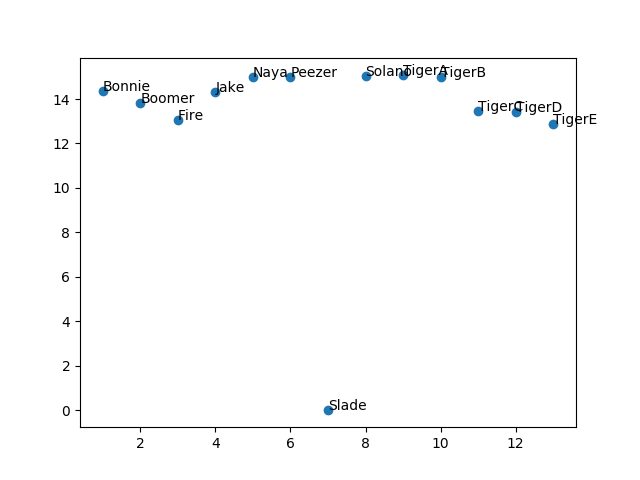 Bonnie
Boomer
Fire
Jake
Naya
Peezer
Slade
Solano
TigerA
TigerB
TigerC
TigerD
TigerE
14
12
10
8
6
4
2
0
2 4 6 8 10 12